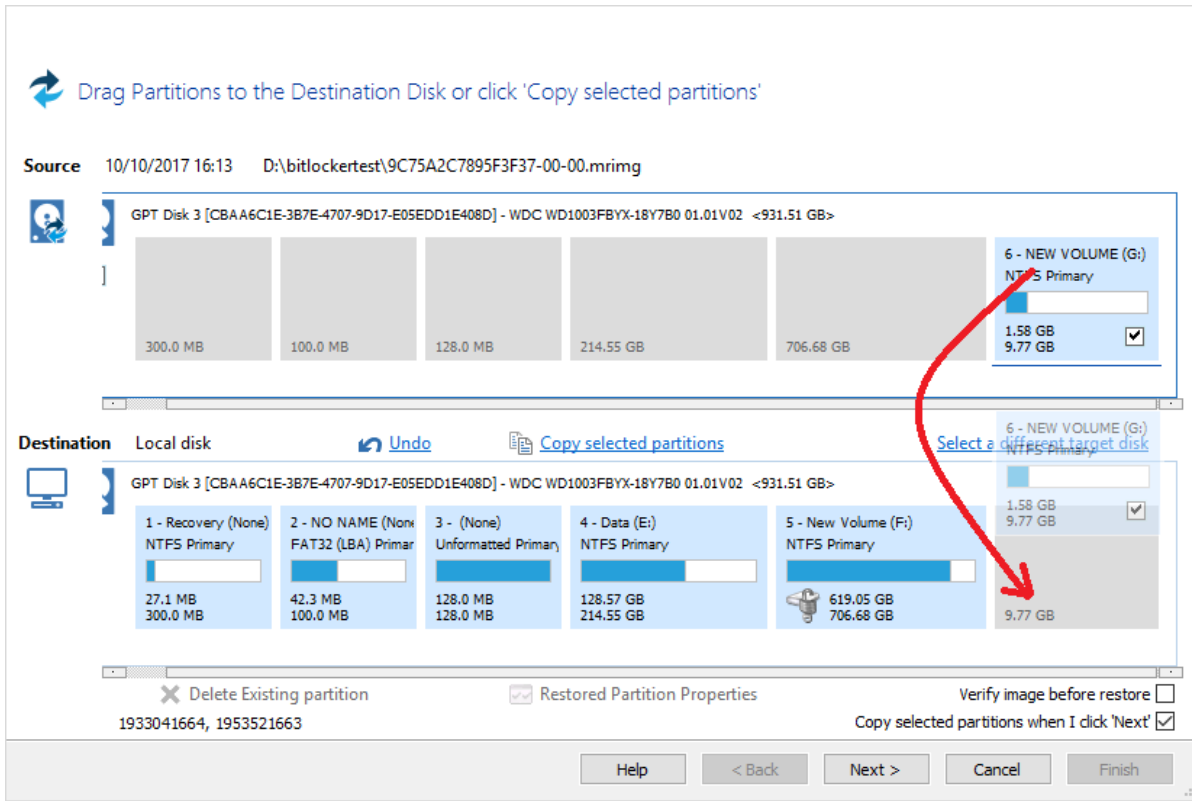 Drag Partitions to the Destination Disk or click 'Copy selected partitions'
Source 10/10/2017 16:13 D:\bitlockertest\9C75A2C7895F3F37-00-00.mrimg
GPT Disk 3 [CBAA6C1E-3B7E-4707-9D17-E05EDD1E408D] - WDC WD1003FBYX-18Y7B0 01.01V02 <931.51 GB>
6 - NEW VOLUME (G:)
NTFS Primary
1.58 GB
300.0 MB 100.0 MB 128.0 MB 214.55 GB 706.68 GB 9.77 GB
6 - NEW VOLUME (G:)
Destination Local disk Undo Copy selected partitions Select a different target disk
NTFS Primary
GPT Disk 3 [CBAA6C1E-3B7E-4707-9D17-E05EDD1E408D] - WDC WD1003FBYX-18Y7B0 01.01V02 <931.51 GB>
1.58 GB
9.77 GB
1 - Recovery (None) 2 - NO NAME (None 3 - (None) 4 - Data (E:) 5 - New Volume (F:)
NTFS Primary FAT32 (LBA) Primar Unformatted Primary NTFS Primary NTFS Primary
27.1 MB 42.3 MB 128.0 MB 128.57 GB 619.05 GB
300.0 MB 100.0 MB 128.0 MB 214.55 GB 706.68 GB 9.77 GB
Delete Existing partition Restored Partition Properties Verify image before restore
1933041664, 1953521663 Copy selected partitions when I click 'Next'
Help < Back Next > Cancel Finish